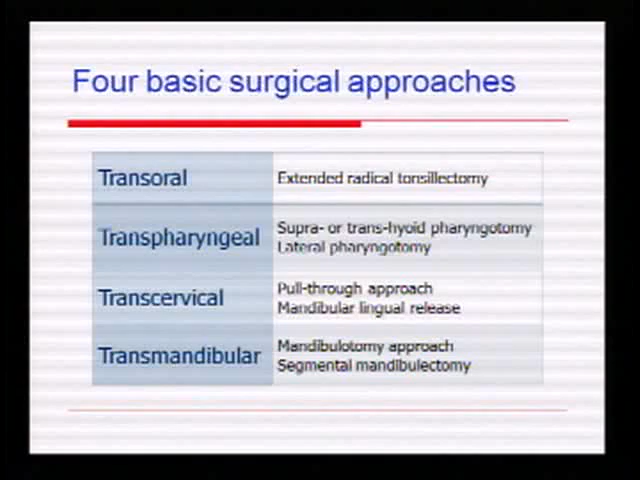 Four basic surgical approaches
Transoral
Extended radical tonsillectomy
Transpharyngeal
Supra- or trans-hyoid pharyngotomy
Lateral pharyngotomy
Transcervical
Pull-through approach
Mandibular lingual release
Transmandibular
Mandibulotomy approach
Segmental mandibulectomy